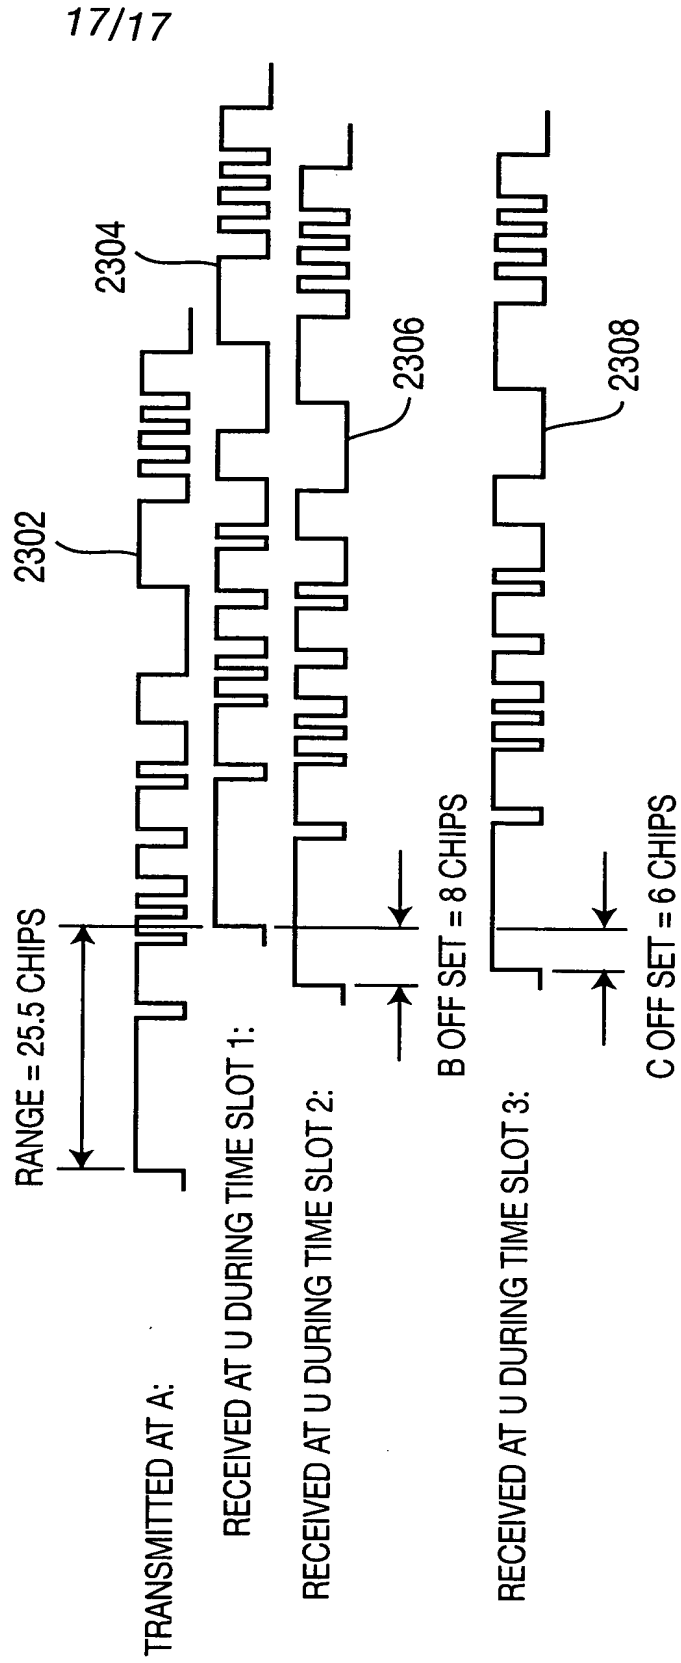 17/17
RANGE = 25.5 CHIPS
2302
2304
TRANSMITTED AT A:
RECEIVED AT U DURING TIME SLOT 1:
RECEIVED AT U DURING TIME SLOT 2:
2306
B OFF SET = 8 CHIPS
RECEIVED AT U DURING TIME SLOT 3:
2308
C OFF SET = 6 CHIPS